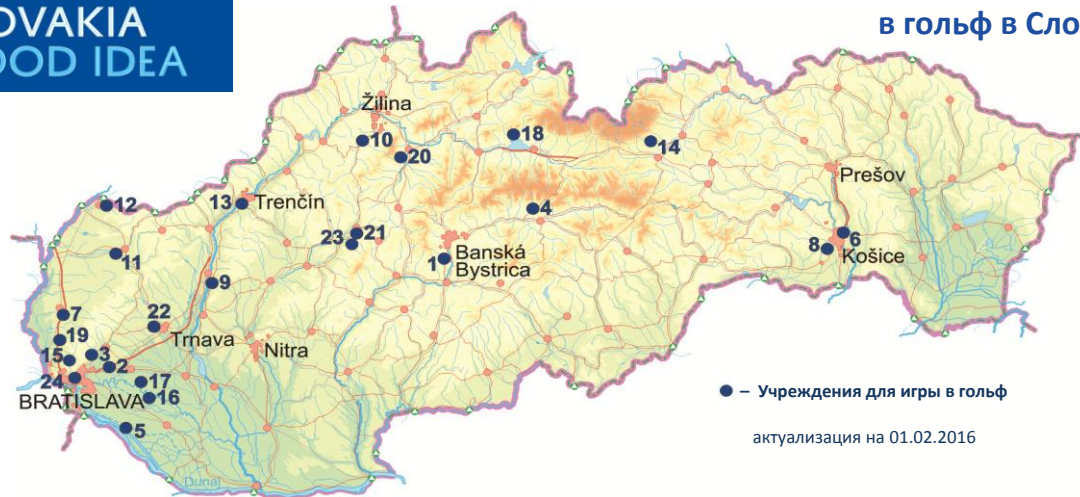 OVAKIA
OOD IDEA
в гольф в Сло
Žilina
10
18
20
14
Prešov
12
13
Trenčín
4
21
23
6
8
Košice
11
1
Banská
Bystrica
9
7
22
Trnava
19
Nitra
15
3
2
24
17
BRATISLAVA
16
5
Dunaj
– Учреждения для игры в гольф
актуализация на 01.02.2016